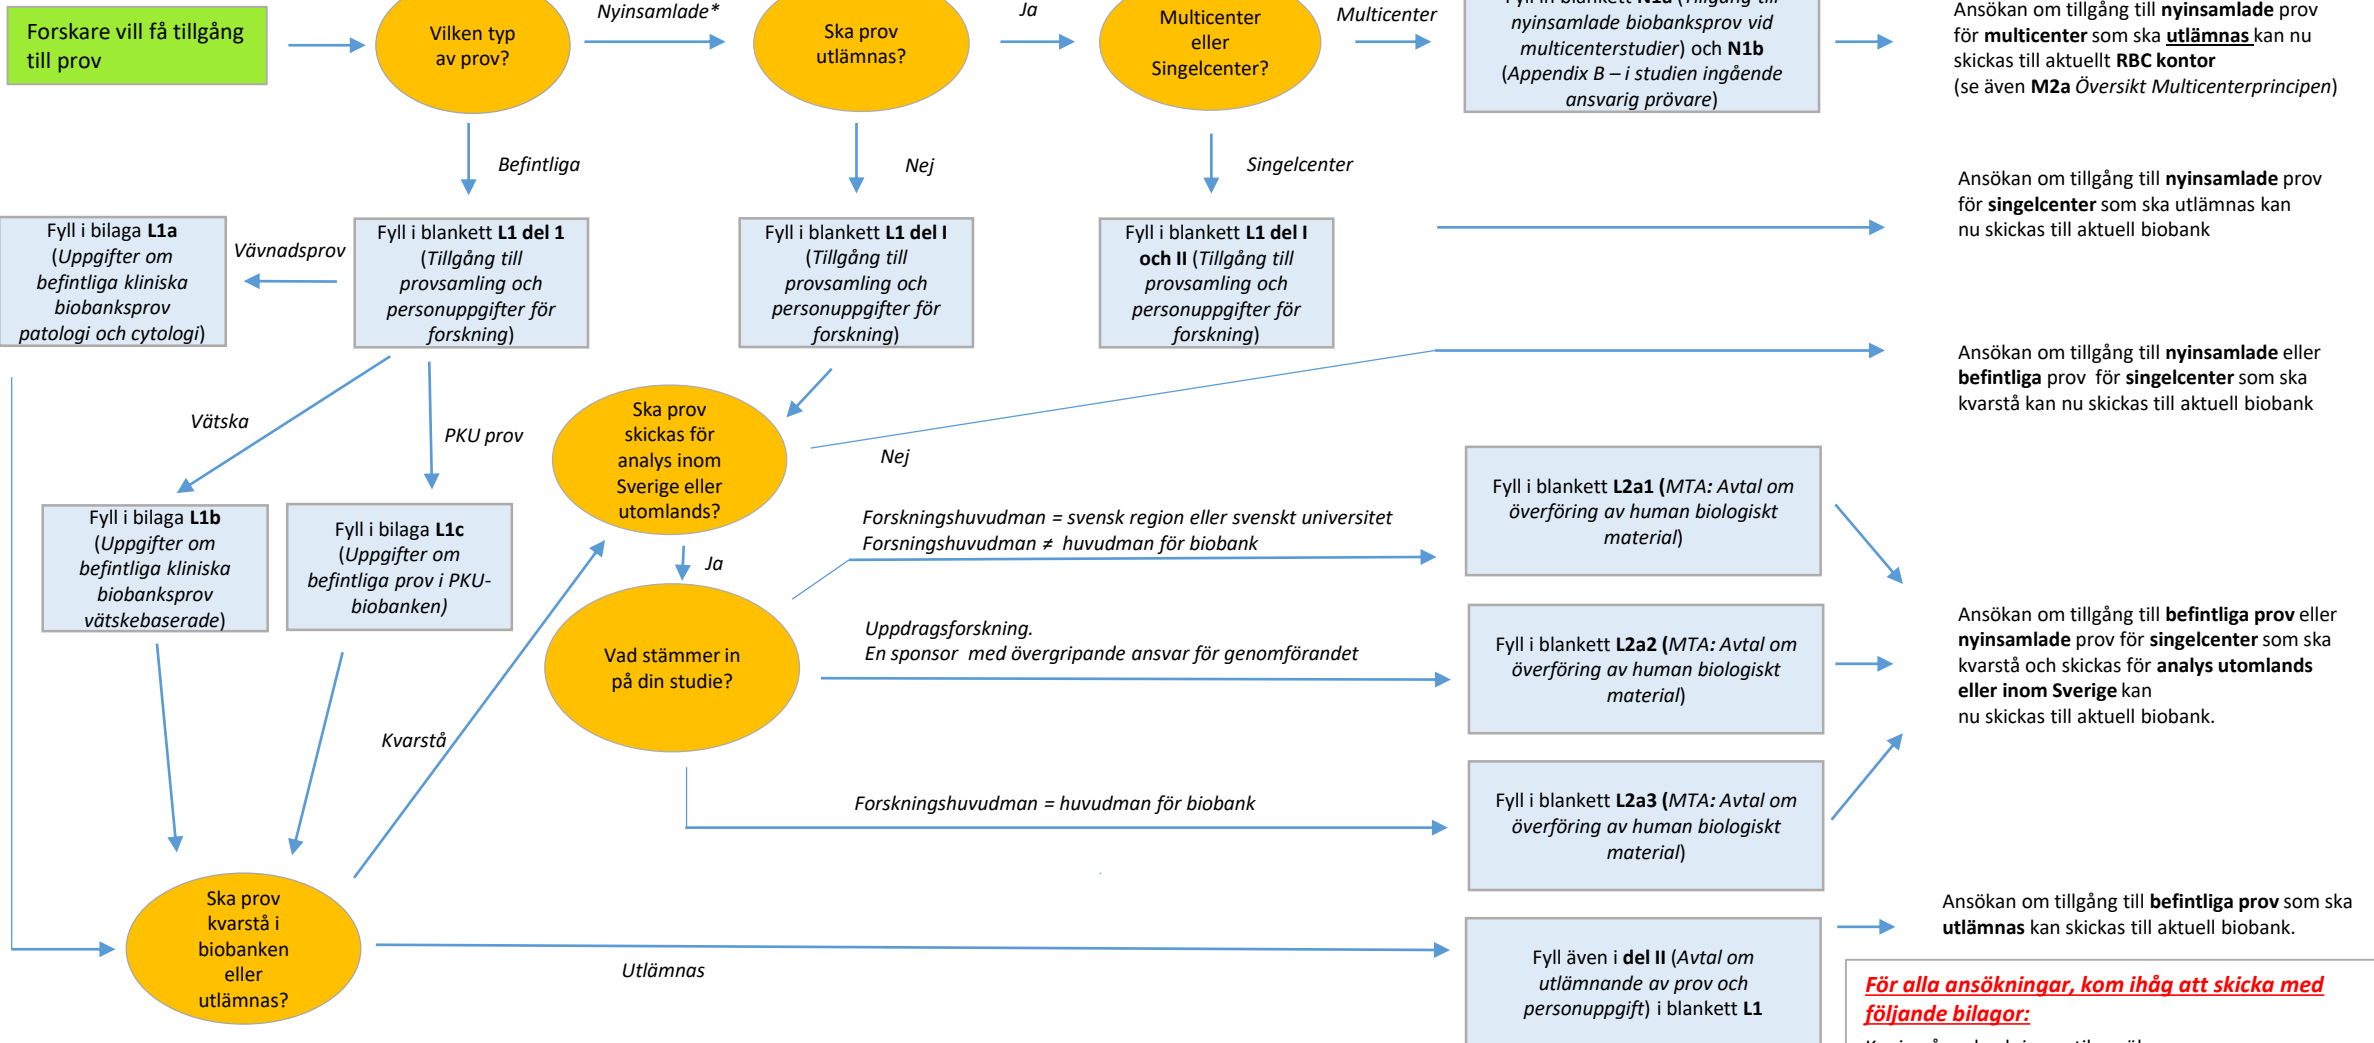 Forskare vill få tillgång
till prov
Vilken typ
av prov?
Nyinsamlade*
Ska prov
utlämnas?
Ja
Multicenter
eller
Singelcenter?
Multicenter
Fyll in blankett N1a (Tillgång till
nyinsamlade biobanksprov vid
multicenterstudier) och N1b
(Appendix B – i studien ingående
ansvarig prövare)
Ansökan om tillgång till nyinsamlade prov
för multicenter som ska utlämnas kan nu
skickas till aktuellt RBC kontor
(se även M2a Översikt Multicenterprincipen)
Befintliga
Nej
Singelcenter
Ansökan om tillgång till nyinsamlade prov
för singelcenter som ska utlämnas kan
nu skickas till aktuell biobank
Fyll i bilaga L1a
(Uppgifter om
befintliga kliniska
biobanksprov
patologi och cytologi)
Vävnadsprov
Fyll i blankett L1 del 1
(Tillgång till
provsamling och
personuppgifter för
forskning)
Fyll i blankett L1 del I
(Tillgång till
provsamling och
personuppgifter för
forskning)
Fyll i blankett L1 del I
och II (Tillgång till
provsamling och
personuppgifter för
forskning)
Ansökan om tillgång till nyinsamlade eller
befintliga prov för singelcenter som ska
kvarstå kan nu skickas till aktuell biobank
Vätska
PKU prov
Ska prov
skickas för
analys inom
Sverige eller
utomlands?
Nej
Fyll i bilaga L1b
(Uppgifter om
befintliga kliniska
biobanksprov
vätskebaserade)
Fyll i bilaga L1c
(Uppgifter om
befintliga prov i PKU-
biobanken)
Ja
Forskningshuvudman = svensk region eller svenskt universitet
Forsningshuvudman ≠ huvudman för biobank
Fyll i blankett L2a1 (MTA: Avtal om
överföring av human biologiskt
material)
Vad stämmer in
på din studie?
Uppdragsforskning.
En sponsor med övergripande ansvar för genomförandet
Fyll i blankett L2a2 (MTA: Avtal om
överföring av human biologiskt
material)
Ansökan om tillgång till befintliga prov eller
nyinsamlade prov för singelcenter som ska
kvarstå och skickas för analys utomlands
eller inom Sverige kan
nu skickas till aktuell biobank.
Kvarstå
Forskningshuvudman = huvudman för biobank
Fyll i blankett L2a3 (MTA: Avtal om
överföring av human biologiskt
material)
Ska prov
kvarstå i
biobanken
eller
utlämnas?
Utlämnas
Fyll även i del II (Avtal om
utlämnande av prov och
personuppgift) i blankett L1
Ansökan om tillgång till befintliga prov som ska
utlämnas kan skickas till aktuell biobank.
För alla ansökningar, kom ihåg att skicka med
följande bilagor: